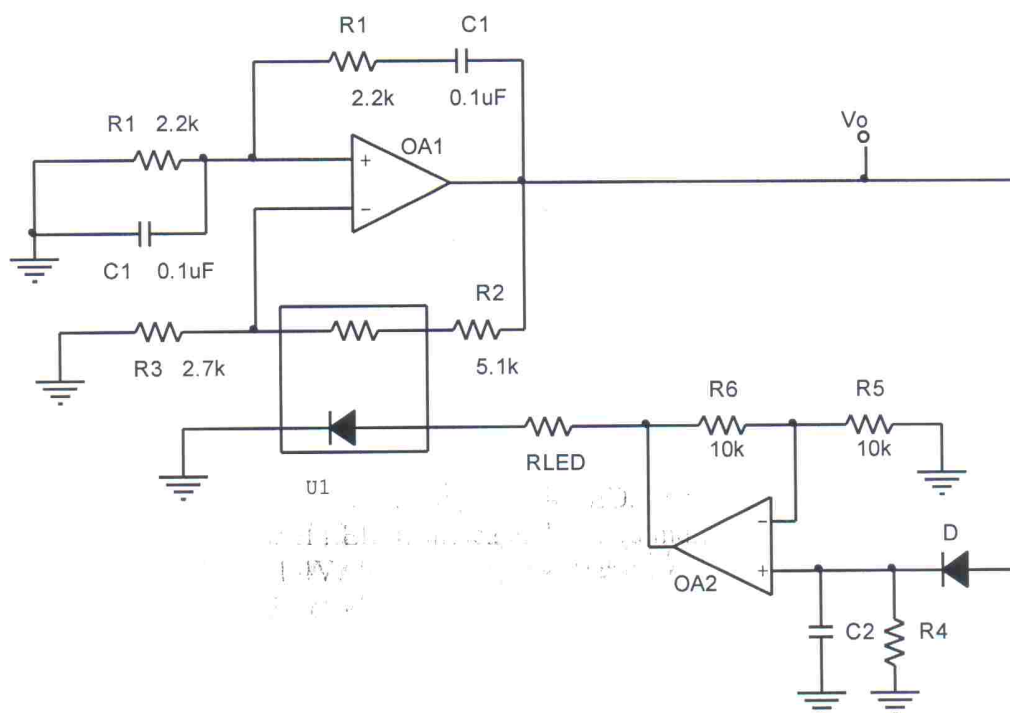 R1
C1
2.2k
0.1uF
R1 2.2k
OA1
Vo
+
−
C1 0.1uF
R2
R3 2.7k
5.1k
R6
R5
RLED
10k
10k
U1
−
D
+
OA2
C2
R4